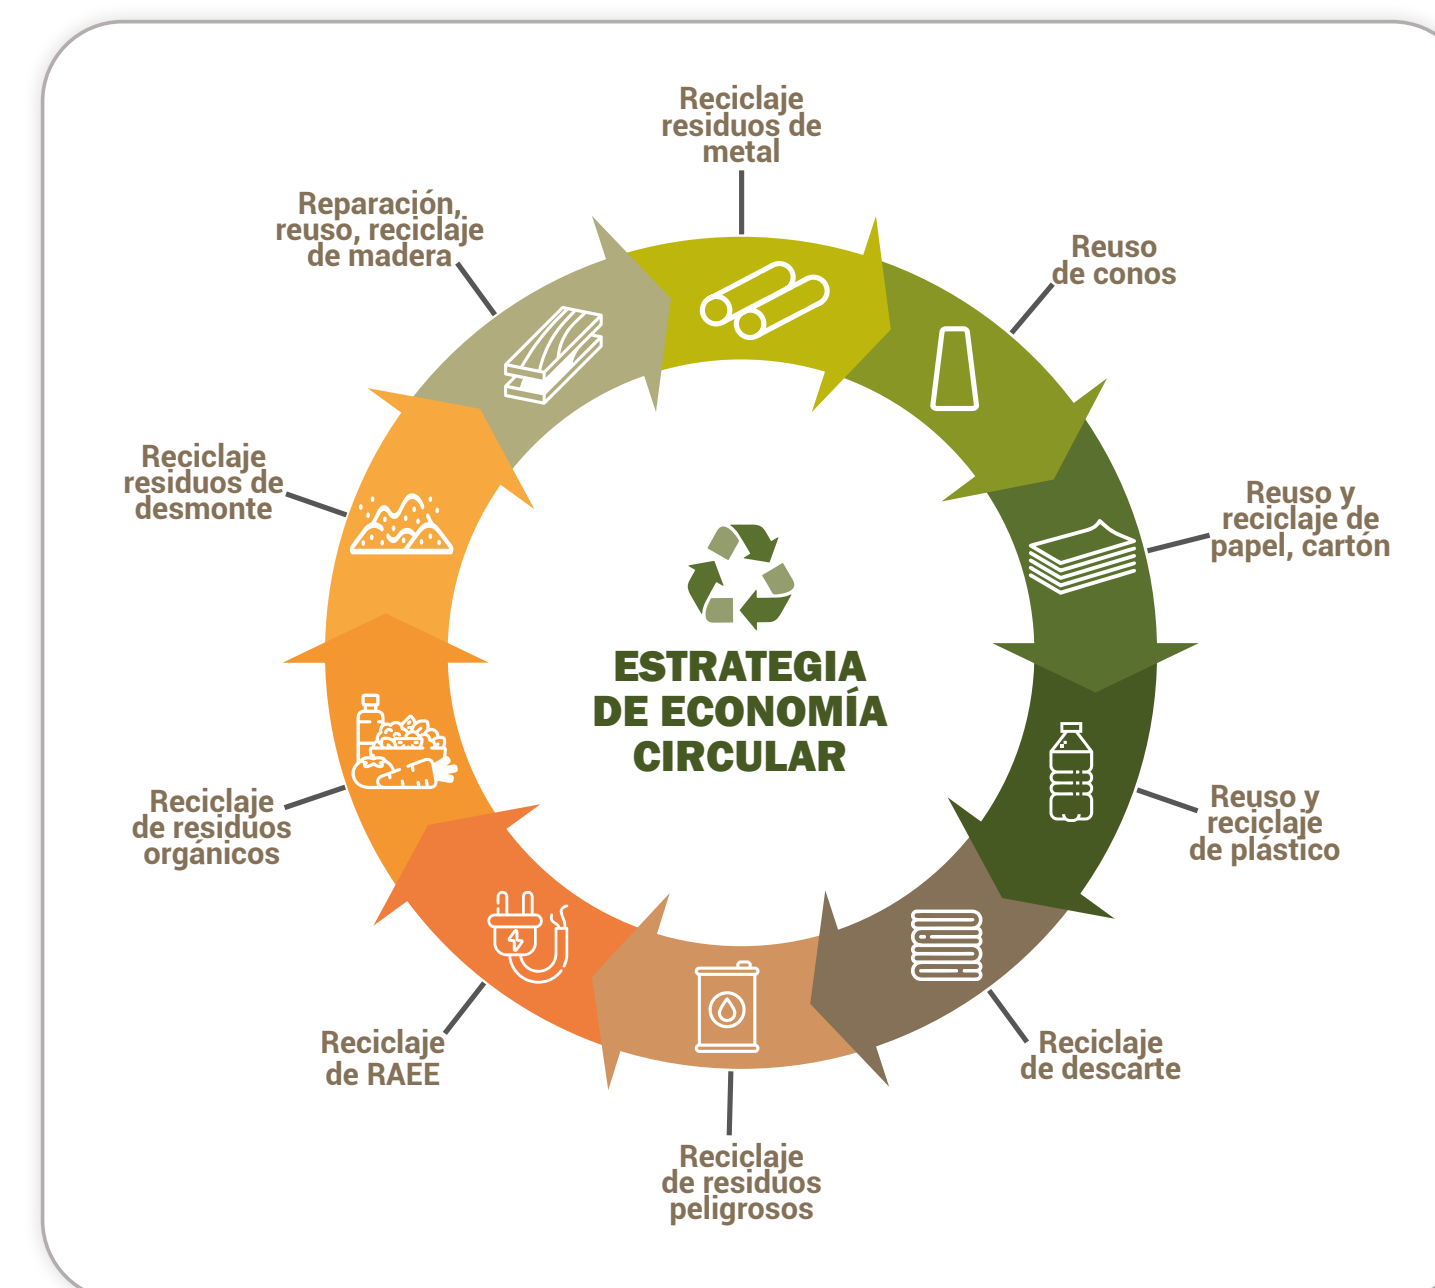 Reciclaje
residuos de
metal
Reuso
de conos
Reuso y
reciclaje de
papel, cartón
Reuso y
reciclaje
de plástico
Reciclaje
de descarte
Reciclaje
de residuos
peligrosos
Reciclaje
de RAEE
Reciclaje
de residuos
orgánicos
Reciclaje
residuos de
desmonte
Reparación,
reuso, reciclaje
de madera
ESTRATEGIA
DE ECONOMÍA
CIRCULAR